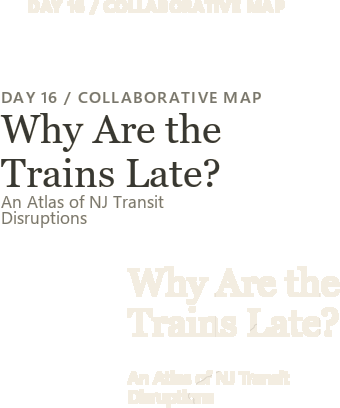 DAY 16 / COLLABORATIVE MAP
DAY 16 / COLLABORATIVE MAP
Why Are the
Trains Late?
An Atlas of NJ Transit
Disruptions
Why Are the
Trains Late?
An Atlas of NJ Transit
Disruptions